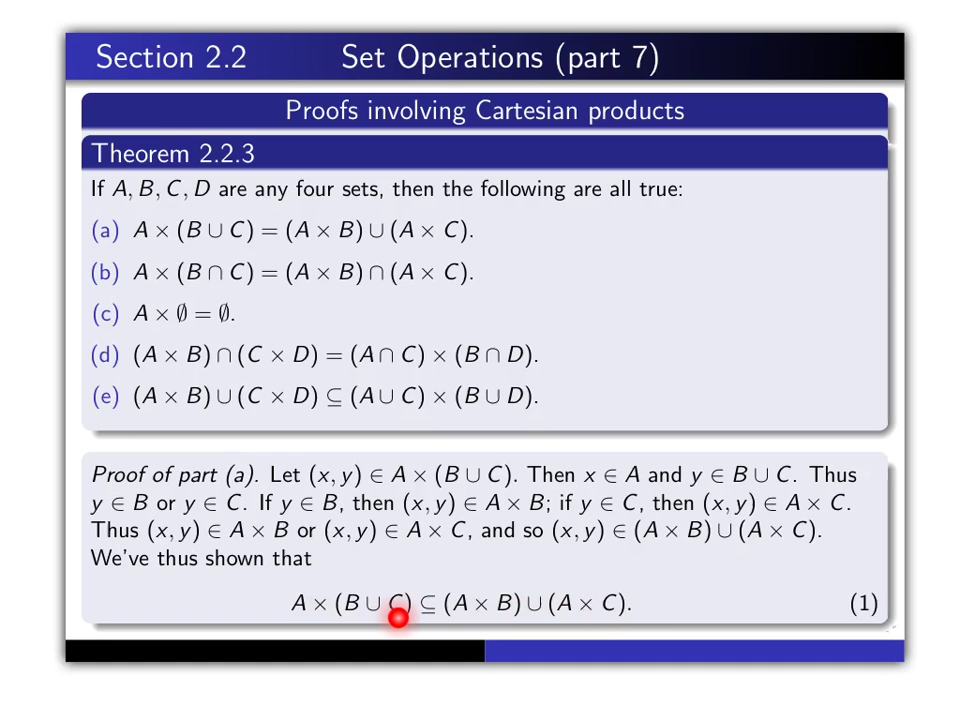 Section 2.2 Set Operations (part 7)
Proofs involving Cartesian products
Theorem 2.2.3
If A, B, C, D are any four sets, then the following are all true:
(a) A × (B ∪ C) = (A × B) ∪ (A × C).
(b) A × (B ∩ C) = (A × B) ∩ (A × C).
(c) A × ∅ = ∅.
(d) (A × B) ∩ (C × D) = (A ∩ C) × (B ∩ D).
(e) (A × B) ∪ (C × D) ⊆ (A ∪ C) × (B ∪ D).
Proof of part (a). Let (x, y) ∈ A × (B ∪ C). Then x ∈ A and y ∈ B ∪ C. Thus
y ∈ B or y ∈ C. If y ∈ B, then (x, y) ∈ A × B; if y ∈ C, then (x, y) ∈ A × C.
Thus (x, y) ∈ A × B or (x, y) ∈ A × C, and so (x, y) ∈ (A × B) ∪ (A × C).
We've thus shown that
A × (B ∪ C) ⊆ (A × B) ∪ (A × C). (1)